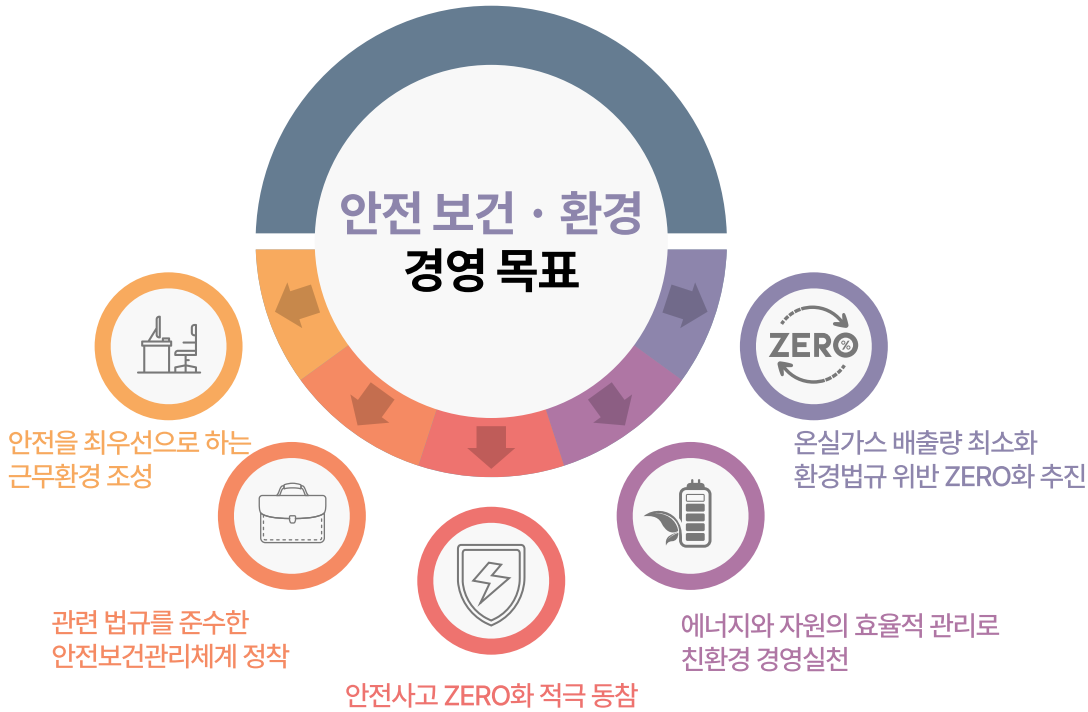 안전 보건 · 환경
경영 목표
안전을 최우선으로 하는
근무환경 조성
관련 법규를 준수한
안전보건관리체계 정착
안전사고 ZERO화 적극 동참
에너지와 자원의 효율적 관리로
친환경 경영실천
ZERO%
온실가스 배출량 최소화
환경법규 위반 ZERO화 추진